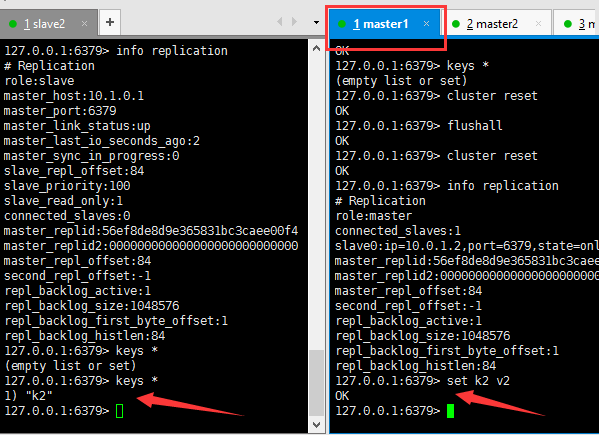 1 slave2 ×
+
127.0.0.1:6379> info replication
# Replication
role:slave
master_host:10.1.0.1
master_port:6379
master_link_status:up
master_last_io_seconds_ago:2
master_sync_in_progress:0
slave_repl_offset:84
slave_priority:100
slave_read_only:1
connected_slaves:0
master_replid:56ef8de8d9e365831bc3caee00f4
master_replid2:0000000000000000000000000000
master_repl_offset:84
second_repl_offset:-1
repl_backlog_active:1
repl_backlog_size:1048576
repl_backlog_first_byte_offset:1
repl_backlog_histlen:84
127.0.0.1:6379> keys *
(empty list or set)
127.0.0.1:6379> keys *
1) "k2"
127.0.0.1:6379>
1 master1 ×
2 master2 ×
3 m
OK
127.0.0.1:6379> keys *
(empty list or set)
127.0.0.1:6379> cluster reset
OK
127.0.0.1:6379> flushall
OK
127.0.0.1:6379> cluster reset
OK
127.0.0.1:6379> info replication
# Replication
role:master
connected_slaves:1
slave0:ip=10.0.1.2,port=6379,state=onl
master_replid:56ef8de8d9e365831bc3caee
master_replid2:00000000000000000000000
master_repl_offset:84
second_repl_offset:-1
repl_backlog_active:1
repl_backlog_size:1048576
repl_backlog_first_byte_offset:1
repl_backlog_histlen:84
127.0.0.1:6379> set k2 v2
OK
127.0.0.1:6379>